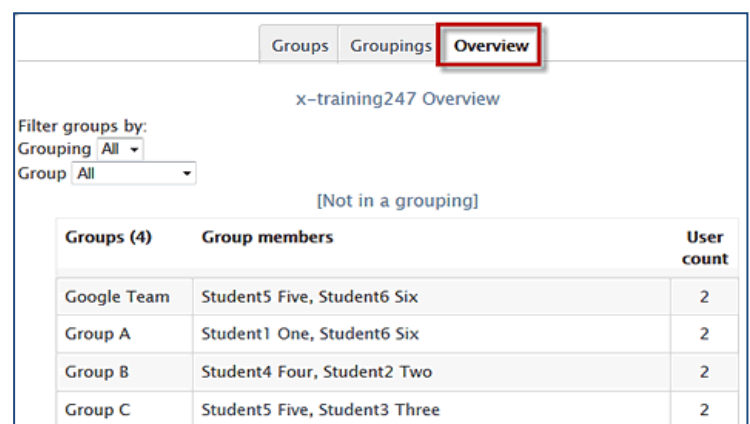 Groups Groupings Overview
x-training247 Overview
Filter groups by:
Grouping All
Group All
[Not in a grouping]
Groups (4) Group members User count
Google Team Student5 Five, Student6 Six 2
Group A Student1 One, Student6 Six 2
Group B Student4 Four, Student2 Two 2
Group C Student5 Five, Student3 Three 2